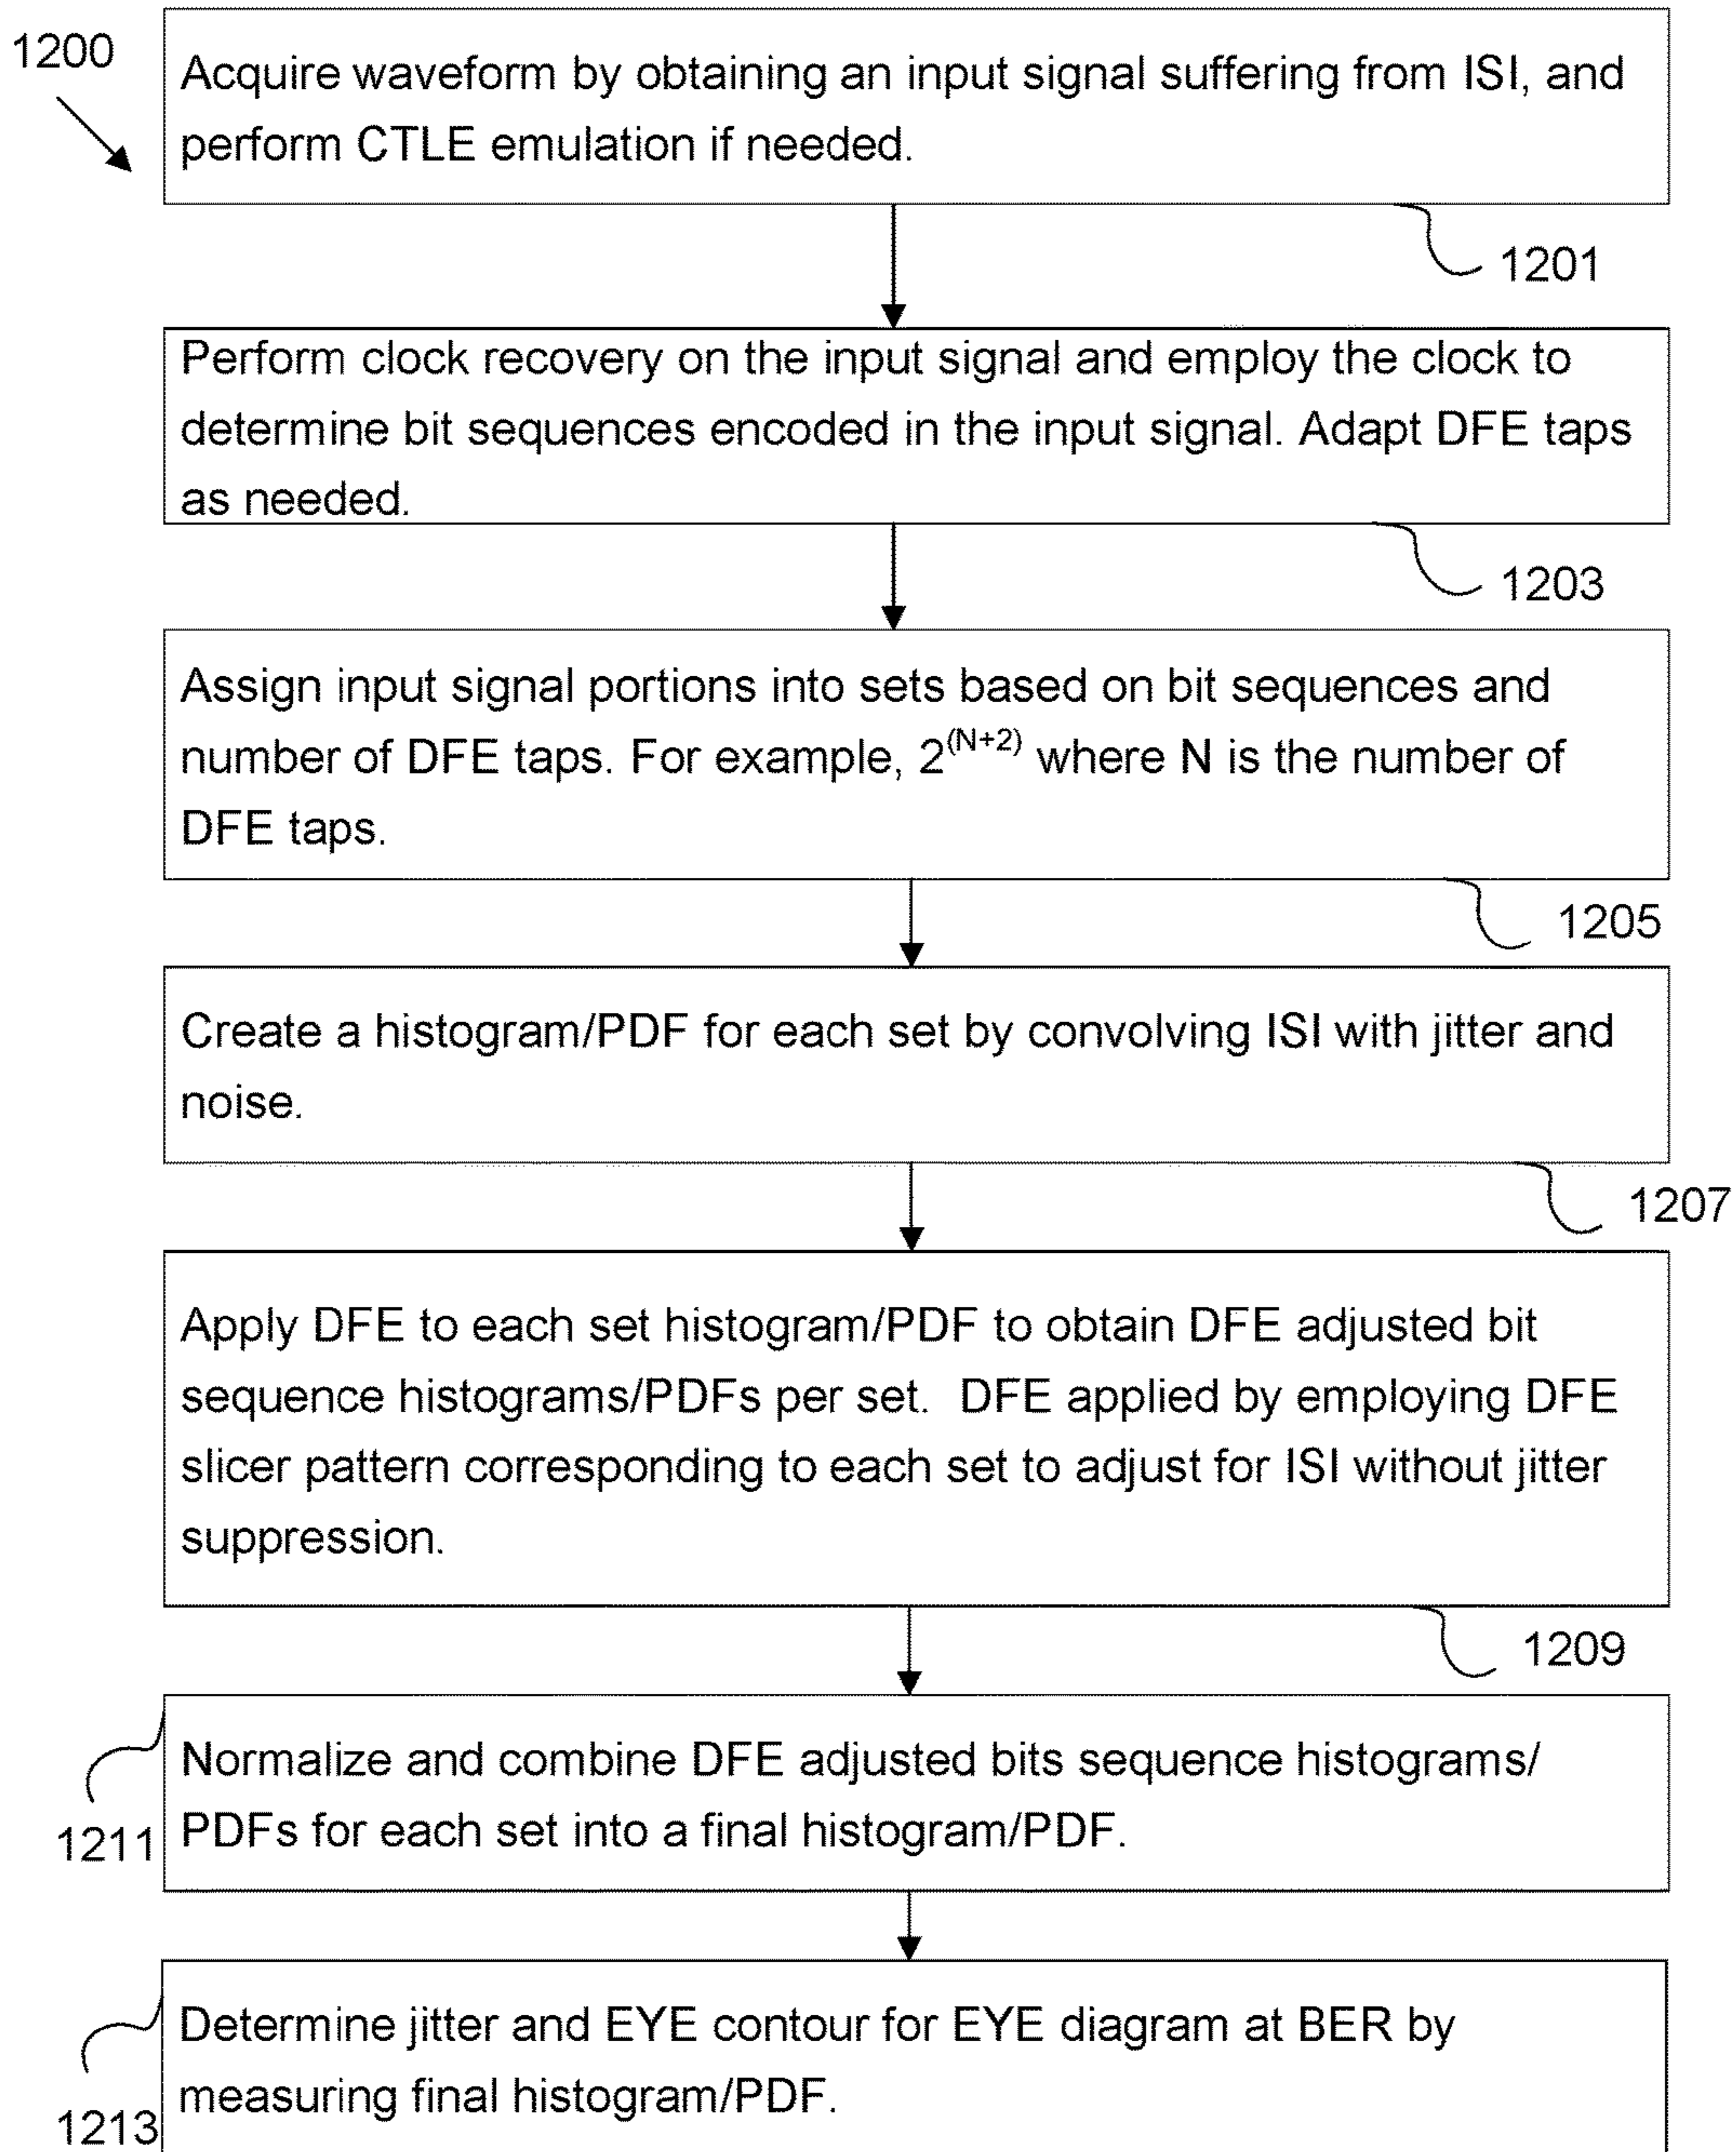 1200
Acquire waveform by obtaining an input signal suffering from ISI, and
perform CTLE emulation if needed.
1201
Perform clock recovery on the input signal and employ the clock to
determine bit sequences encoded in the input signal. Adapt DFE taps
as needed.
1203
Assign input signal portions into sets based on bit sequences and
number of DFE taps. For example, 2^(N+2) where N is the number of
DFE taps.
1205
Create a histogram/PDF for each set by convolving ISI with jitter and
noise.
1207
Apply DFE to each set histogram/PDF to obtain DFE adjusted bit
sequence histograms/PDFs per set.  DFE applied by employing DFE
slicer pattern corresponding to each set to adjust for ISI without jitter
suppression.
1209
Normalize and combine DFE adjusted bits sequence histograms/
PDFs for each set into a final histogram/PDF.
1211
Determine jitter and EYE contour for EYE diagram at BER by
measuring final histogram/PDF.
1213